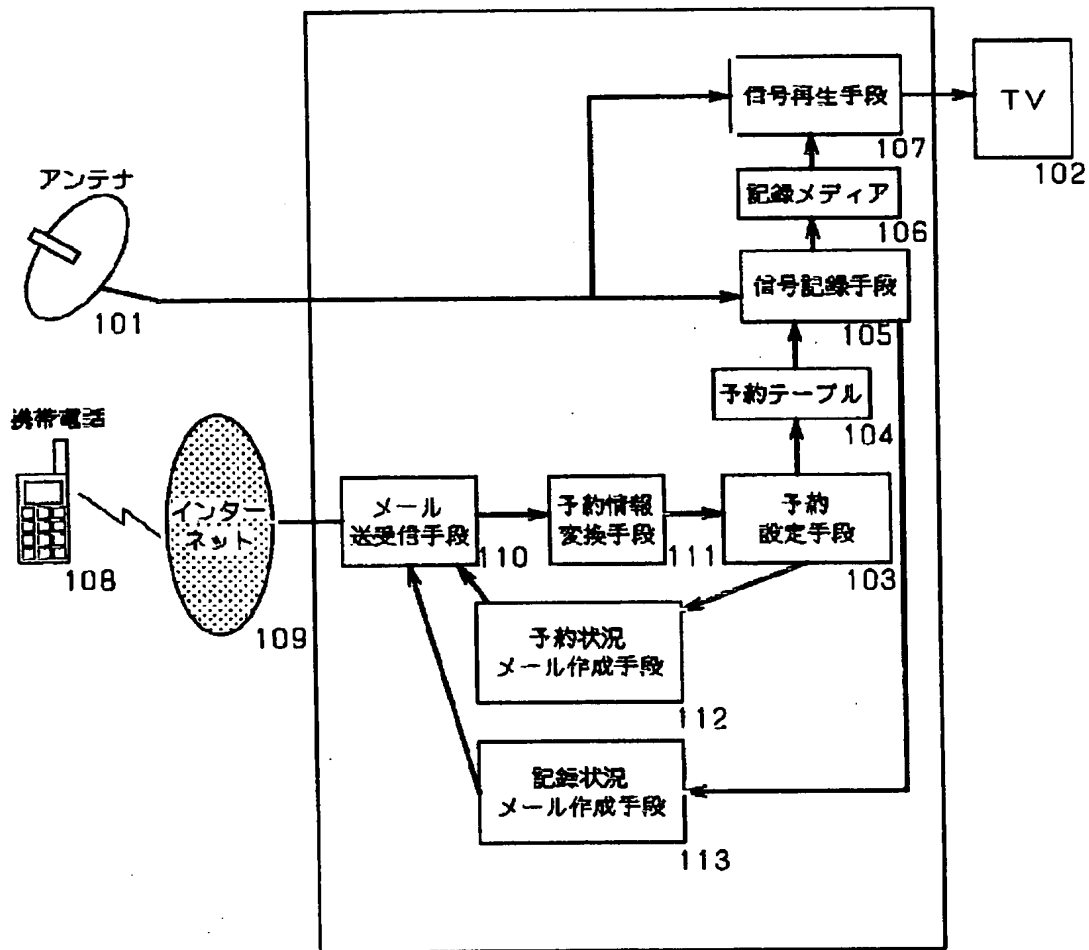 信号再生手段
107
TV
102
アンテナ
101
記録メディア
106
信号記録手段
105
予約テーブル
104
携帯電話
108
インター
ネット
109
メール
送受信手段
110
予約情報
変換手段
111
予約
設定手段
103
予約状況
メール作成手段
112
記録状況
メール作成手段
113